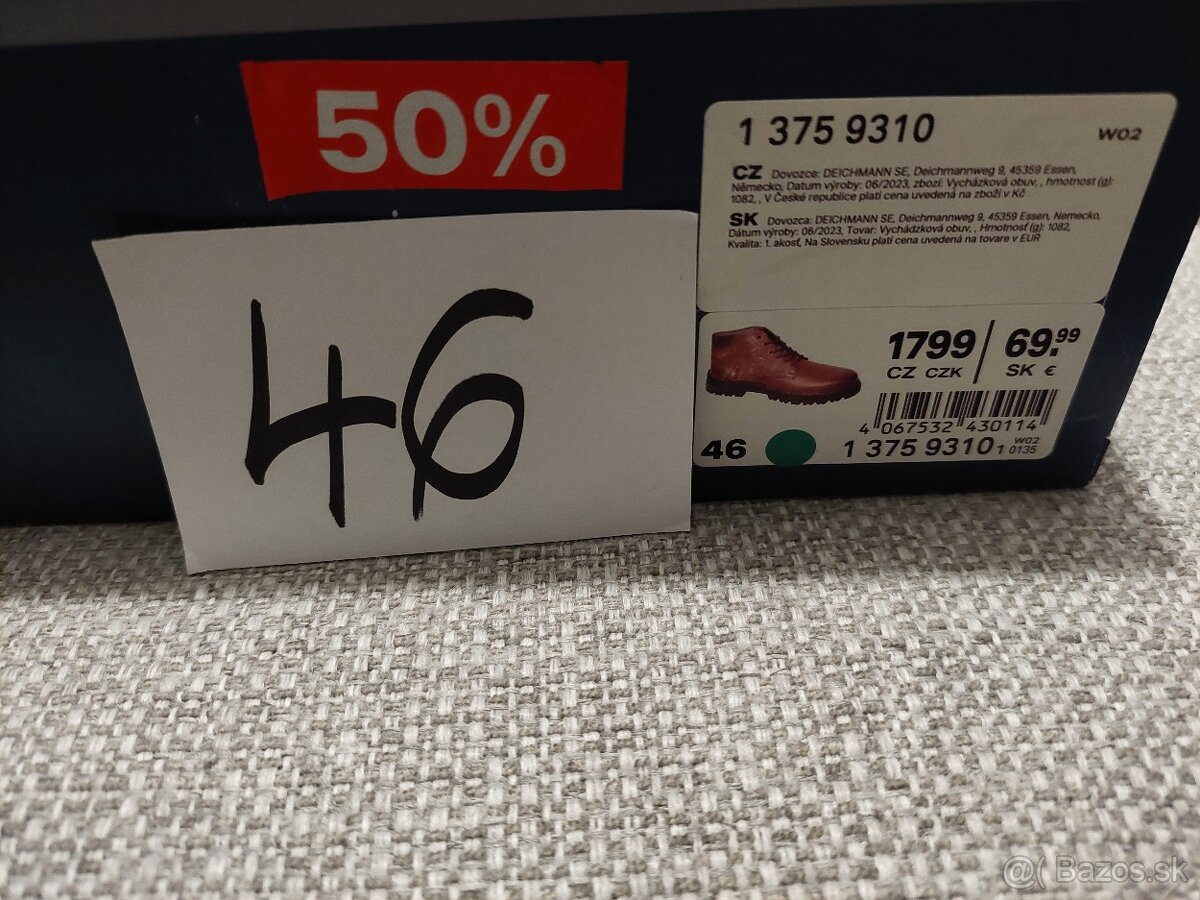 50%
46
1 375 9310 W02
CZ Dovozce: DEICHMANN SE, Deichmannweg 9, 45359 Essen,
Německo, Datum výroby: 06/2023, zbozí: Vycházková obuv, , hmotnost (g):
1082, , V České republice platí cena uvedená na zboží v Kč
SK Dovozca: DEICHMANN SE, Deichmannweg 9, 45359 Essen, Nemecko,
Dátum výroby: 06/2023, Tovar: Vychádzková obuv, , Hmotnosť (g): 1082,
Kvalita: 1. akosť, Na Slovensku platí cena uvedená na tovare v EUR
1799 69.99
CZ CZK SK €
4 067532 430114
46 1 375 9310 1 W02 0135
@( Bazos.sk